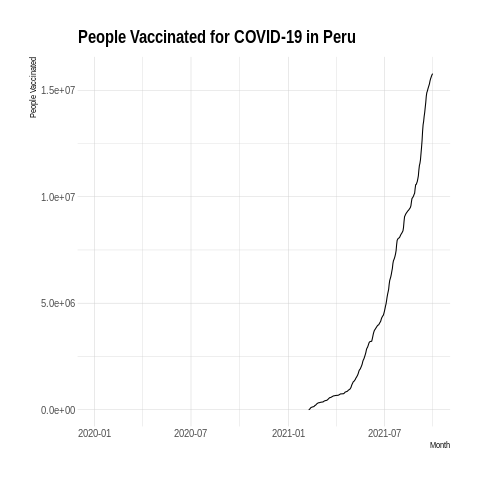 People Vaccinated for COVID-19 in Peru
People Vaccinated
1.5e+07
1.0e+07
5.0e+06
0.0e+00
2020-01 2020-07 2021-01 2021-07
Month